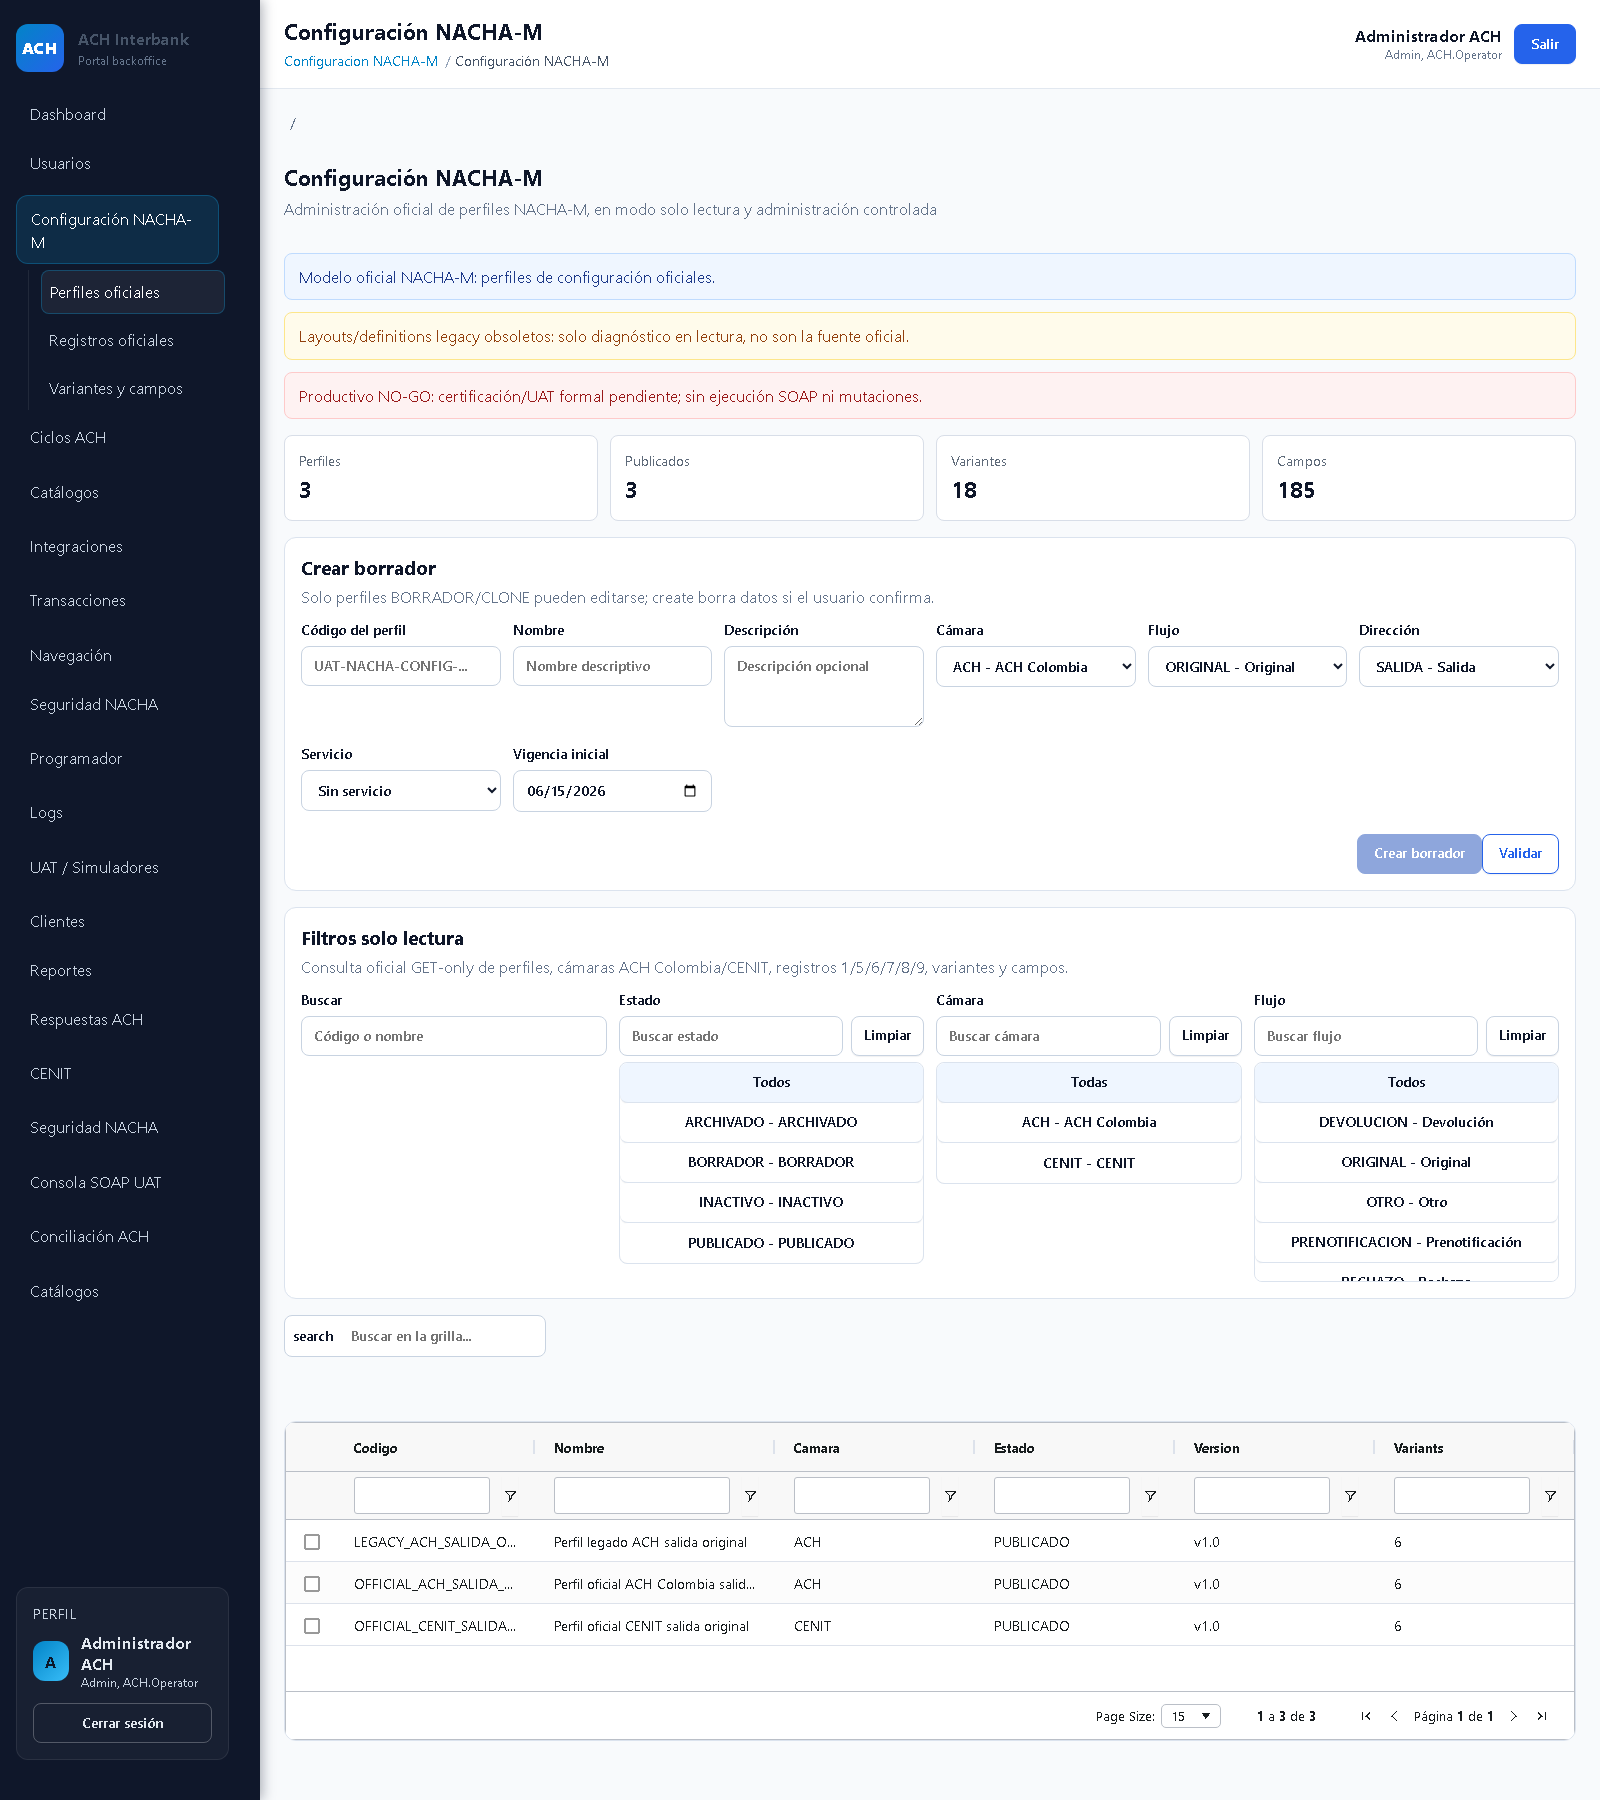 ACH
ACH Interbank
Portal backoffice
Dashboard
Usuarios
Configuración NACHA-
M
Perfiles oficiales
Registros oficiales
Variantes y campos
Ciclos ACH
Catálogos
Integraciones
Transacciones
Navegación
Seguridad NACHA
Programador
Logs
UAT / Simuladores
Clientes
Reportes
Respuestas ACH
CENIT
Seguridad NACHA
Consola SOAP UAT
Conciliación ACH
Catálogos
PERFIL
A
Administrador
ACH
Admin, ACH.Operator
Cerrar sesión
Configuración NACHA-M
Configuracion NACHA-M / Configuración NACHA-M
Administrador ACH
Admin, ACH.Operator
Salir
/
Configuración NACHA-M
Administración oficial de perfiles NACHA-M, en modo solo lectura y administración controlada
Modelo oficial NACHA-M: perfiles de configuración oficiales.
Layouts/definitions legacy obsoletos: solo diagnóstico en lectura, no son la fuente oficial.
Productivo NO-GO: certificación/UAT formal pendiente; sin ejecución SOAP ni mutaciones.
Perfiles Publicados Variantes Campos
3 3 18 185
Crear borrador
Solo perfiles BORRADOR/CLONE pueden editarse; create borra datos si el usuario confirma.
Código del perfil Nombre Descripción Cámara Flujo Dirección
UAT-NACHA-CONFIG-... Nombre descriptivo Descripción opcional ACH - ACH Colombia ORIGINAL - Original SALIDA - Salida
Servicio Vigencia inicial
Sin servicio 06/15/2026
Crear borrador Validar
Filtros solo lectura
Consulta oficial GET-only de perfiles, cámaras ACH Colombia/CENIT, registros 1/5/6/7/8/9, variantes y campos.
Buscar Estado Cámara Flujo
Código o nombre Buscar estado Limpiar Buscar cámara Limpiar Buscar flujo Limpiar
Todos Todas Todos
ARCHIVADO - ARCHIVADO ACH - ACH Colombia DEVOLUCION - Devolución
BORRADOR - BORRADOR CENIT - CENIT ORIGINAL - Original
INACTIVO - INACTIVO OTRO - Otro
PUBLICADO - PUBLICADO PRENOTIFICACION - Prenotificación
RECHAZO - Rechazo
search Buscar en la grilla...
Codigo Nombre Camara Estado Version Variants
LEGACY_ACH_SALIDA_O... Perfil legado ACH salida original ACH PUBLICADO v1.0 6
OFFICIAL_ACH_SALIDA_... Perfil oficial ACH Colombia salid... ACH PUBLICADO v1.0 6
OFFICIAL_CENIT_SALIDA... Perfil oficial CENIT salida original CENIT PUBLICADO v1.0 6
Page Size: 15 1 a 3 de 3 Página 1 de 1